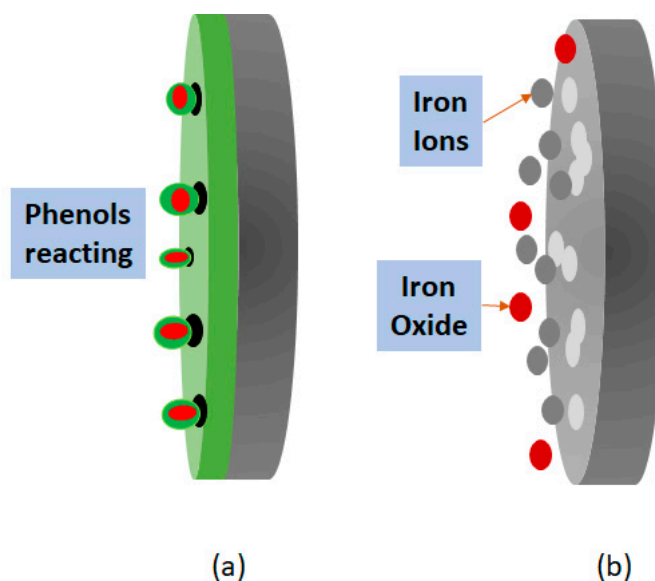 Phenols
reacting
Iron
Ions
Iron
Oxide
(a)
(b)